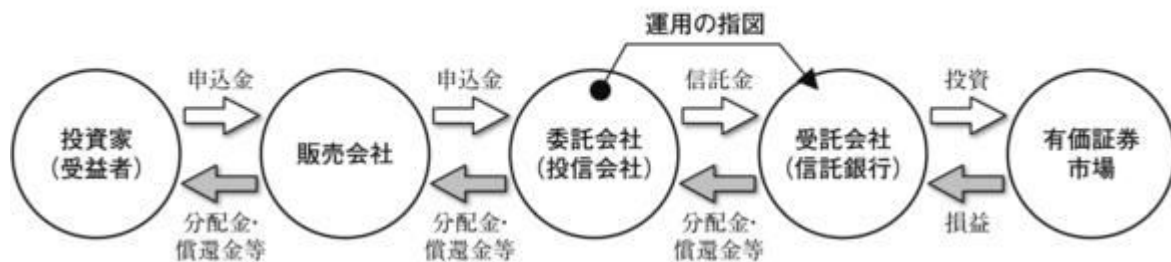 運用の指図
申込金
申込金
信託金
投資
投資家
(受益者)
販売会社
委託会社
(投信会社)
受託会社
(信託銀行)
有価証券
市場
分配金・
償還金等
分配金・
償還金等
分配金・
償還金等
損益